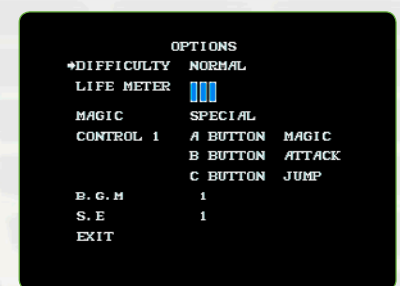 OPTIONS
➔DIFFICULTY NORMAL
LIFE METER
MAGIC SPECIAL
CONTROL 1 A BUTTON MAGIC
B BUTTON ATTACK
C BUTTON JUMP
B.G.M 1
S.E 1
EXIT